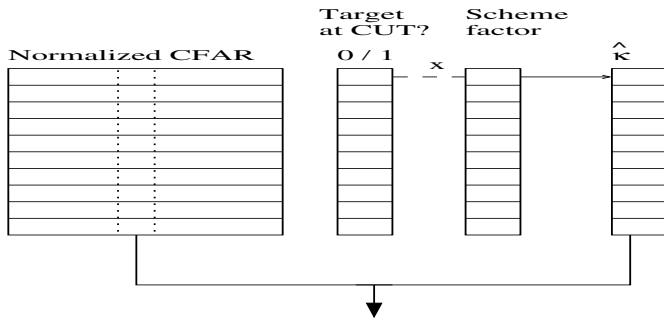 Target
at CUT?
Scheme
factor
Normalized CFAR
0 / 1
x
κ̂